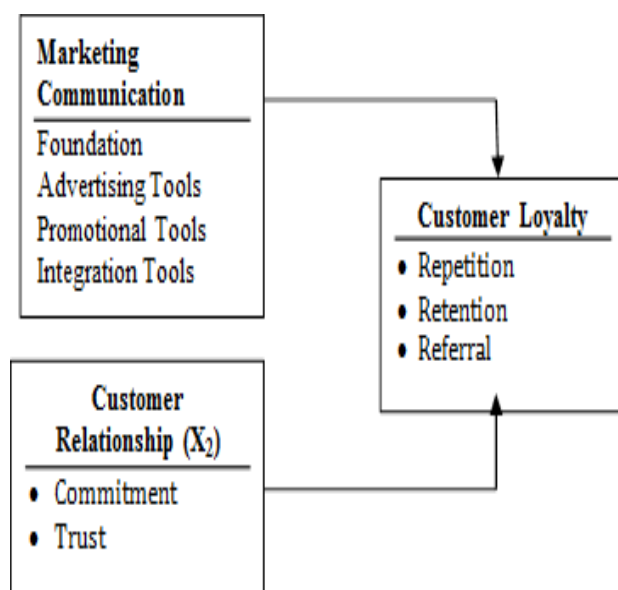 Marketing
Communication
Foundation
Advertising Tools
Promotional Tools
Integration Tools
Customer Loyalty
• Repetition
• Retention
• Referral
Customer
Relationship (X₂)
• Commitment
• Trust